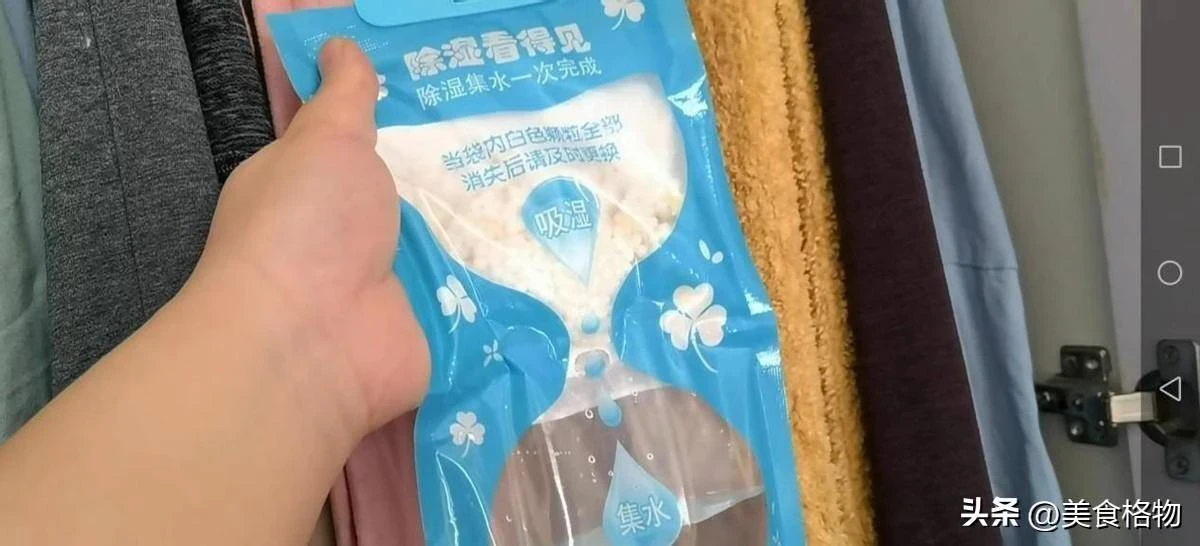 除湿看得见
除湿集水一次完成
当袋内白色颗粒全部
消失后请及时更换
吸湿
集水
头条 @美食格物